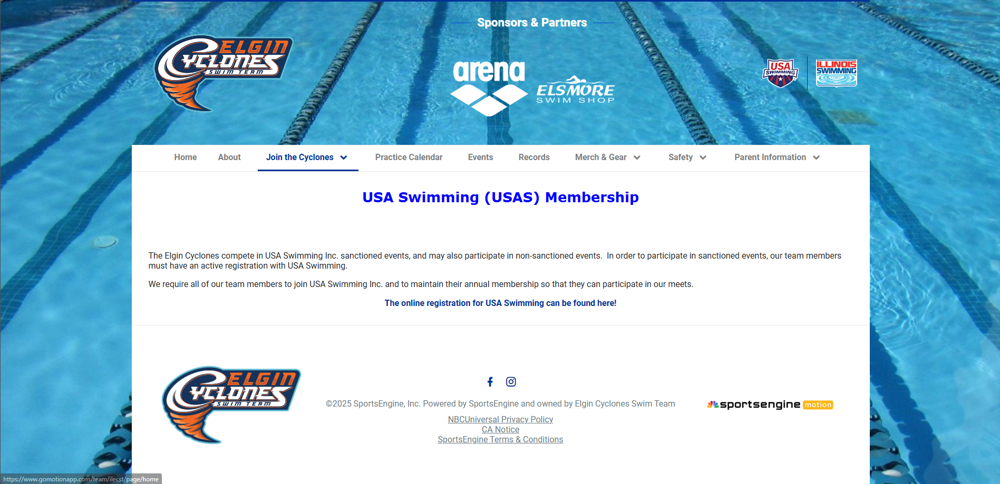 Sponsors & Partners
ELGIN
CYCLONES
SWIM TEAM
arena
ELSMORE
SWIM SHOP
USA
SWIMMING
ILLINOIS
SWIMMING
Home About Join the Cyclones Practice Calendar Events Records Merch & Gear Safety Parent Information
USA Swimming (USAS) Membership
The Elgin Cyclones compete in USA Swimming Inc. sanctioned events, and may also participate in non-sanctioned events.  In order to participate in sanctioned events, our team members
must have an active registration with USA Swimming.
We require all of our team members to join USA Swimming Inc. and to maintain their annual membership so that they can participate in our meets.
The online registration for USA Swimming can be found here!
ELGIN
CYCLONES
SWIM TEAM
©2025 SportsEngine, Inc. Powered by SportsEngine and owned by Elgin Cyclones Swim Team
sportsengine motion
NBCUniversal Privacy Policy
CA Notice
SportsEngine Terms & Conditions
https://www.gomotionapp.com/team/ilecst/page/home